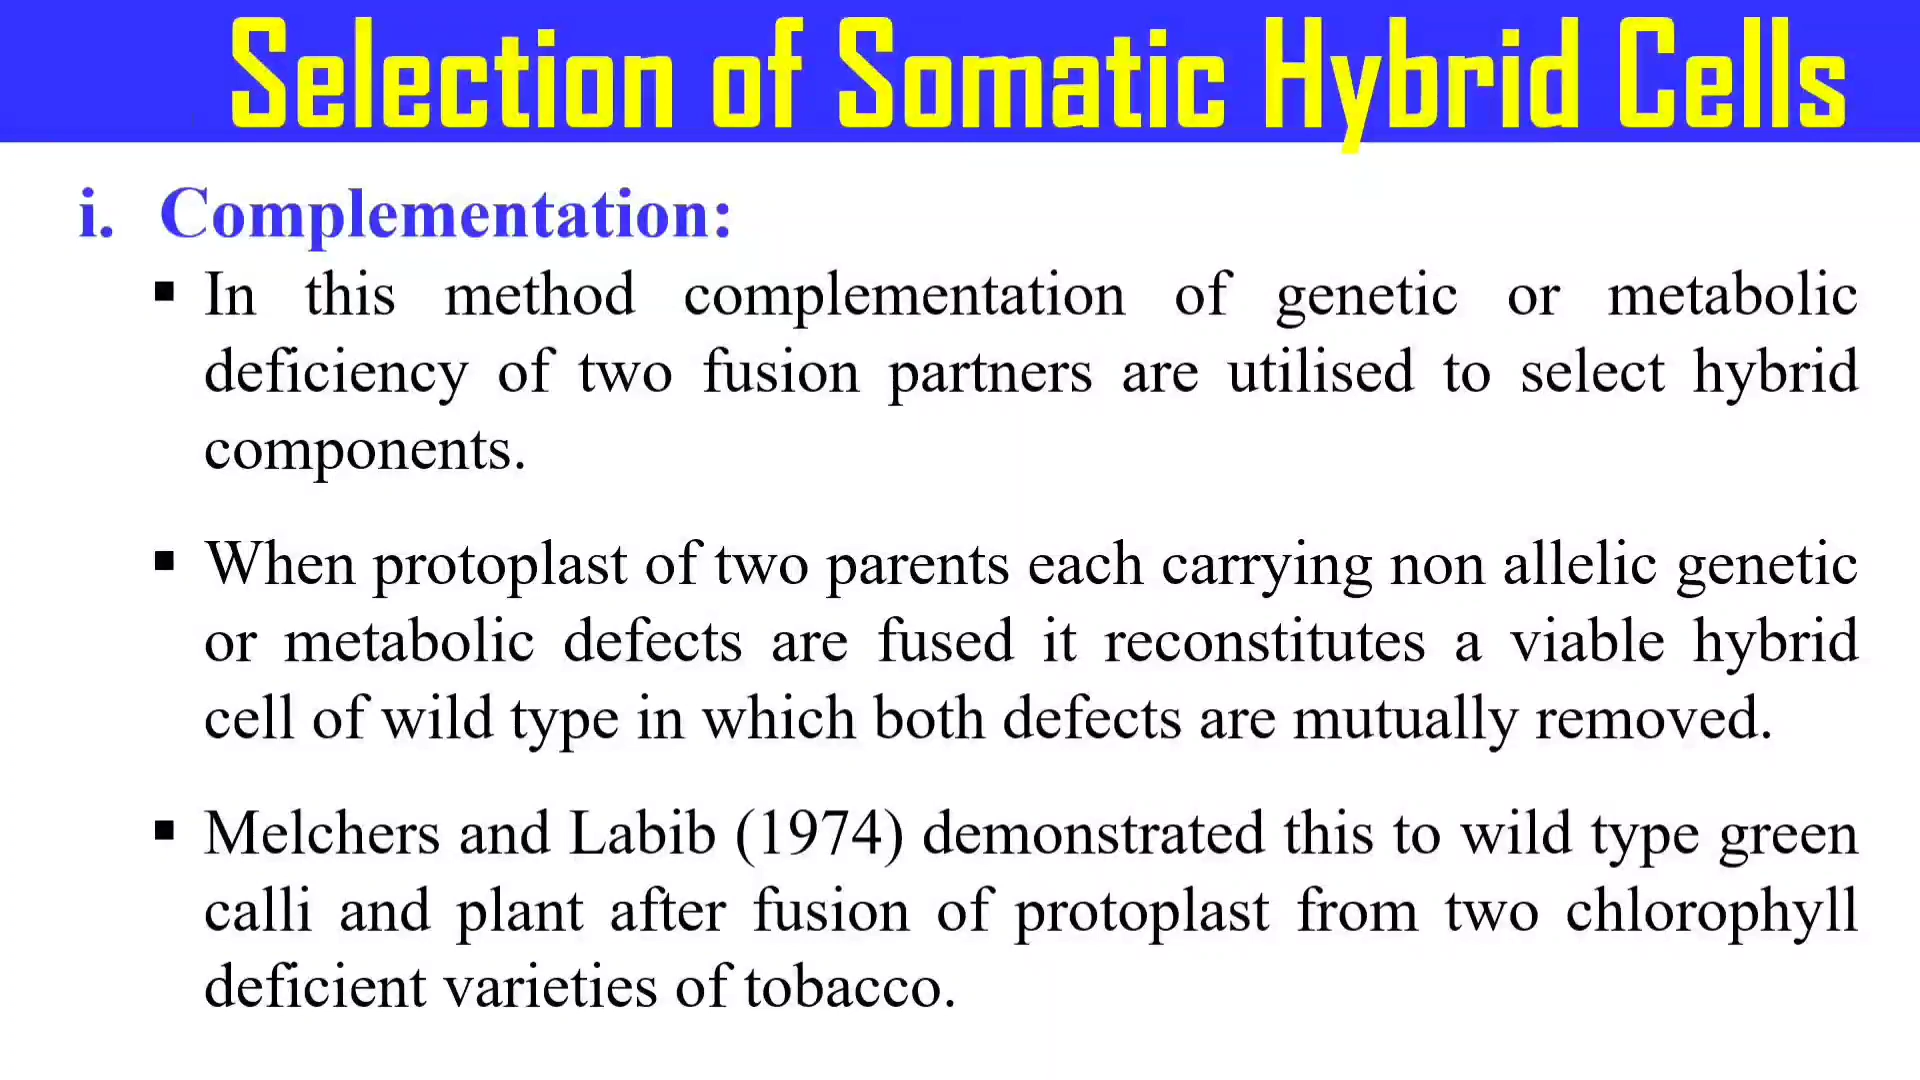 Selection of Somatic Hybrid Cells
i. Complementation:
▪ In this method complementation of genetic or metabolic
deficiency of two fusion partners are utilised to select hybrid
components.
▪ When protoplast of two parents each carrying non allelic genetic
or metabolic defects are fused it reconstitutes a viable hybrid
cell of wild type in which both defects are mutually removed.
▪ Melchers and Labib (1974) demonstrated this to wild type green
calli and plant after fusion of protoplast from two chlorophyll
deficient varieties of tobacco.